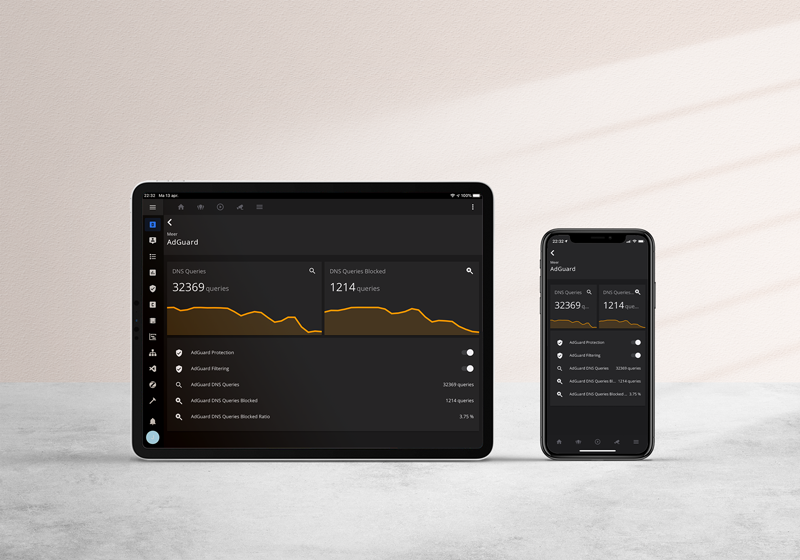 22:32 Ma 13 apr
100%
Meer
AdGuard
DNS Queries
32369 queries
DNS Queries Blocked
1214 queries
AdGuard Protection
AdGuard Filtering
AdGuard DNS Queries 32369 queries
AdGuard DNS Queries Blocked 1214 queries
AdGuard DNS Queries Blocked Ratio 3.75 %
22:32
Meer
AdGuard
DNS Queries
32369 q...
DNS Queries...
1214 que...
AdGuard Protection
AdGuard Filtering
AdGuard DNS Queries 32369 queries
AdGuard DNS Queries Bl... 1214 queries
AdGuard DNS Queries Blocked ... 3.75 %